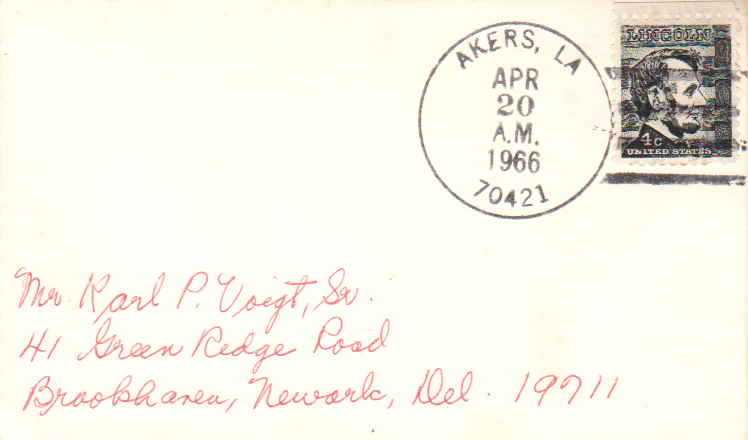 AKERS, LA
APR
20
A.M.
1966
70421
LINCOLN
4c
UNITED STATES
Mr. Karl P. Voigt, Sr.
41 Green Redge Road
Brookhaven, Newark, Del. 19711